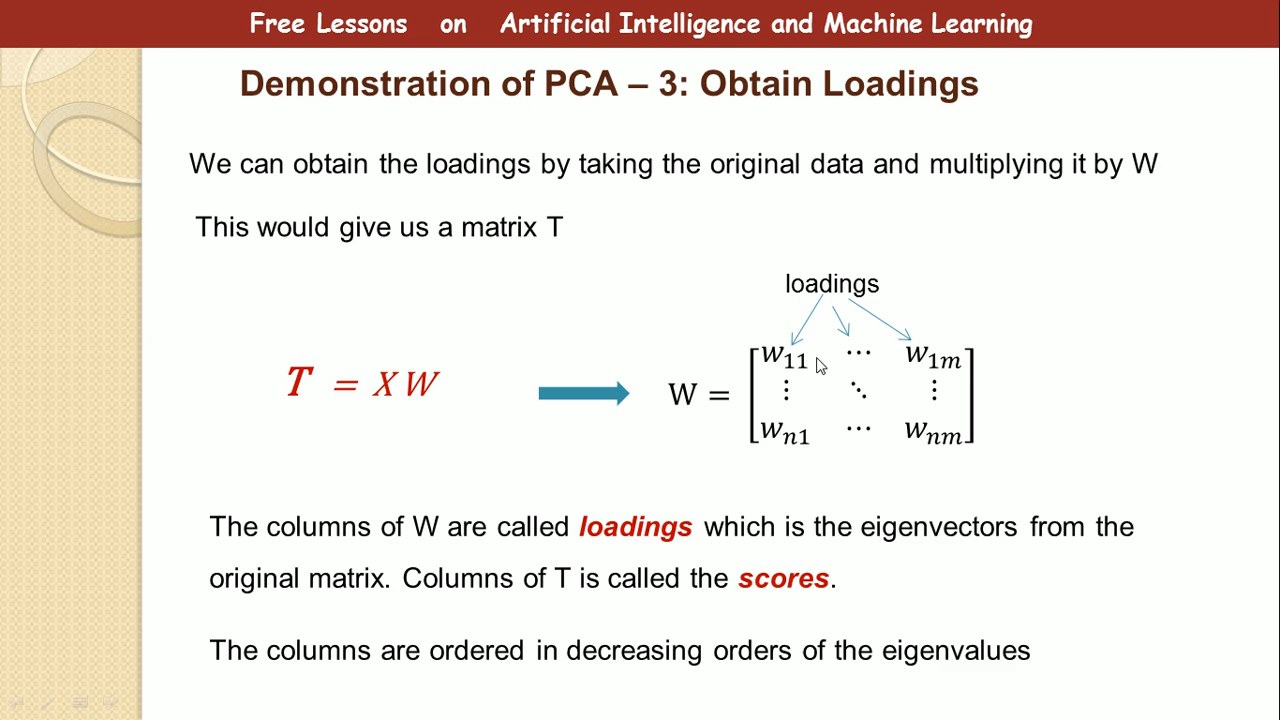 Free Lessons on Artificial Intelligence and Machine Learning
Demonstration of PCA – 3: Obtain Loadings
We can obtain the loadings by taking the original data and multiplying it by W
This would give us a matrix T
loadings
T = X W
W = [w₁₁ ⋯ w₁ₘ
⋮ ⋱ ⋮
wₙ₁ ⋯ wₙₘ]
The columns of W are called loadings which is the eigenvectors from the
original matrix. Columns of T is called the scores.
The columns are ordered in decreasing orders of the eigenvalues